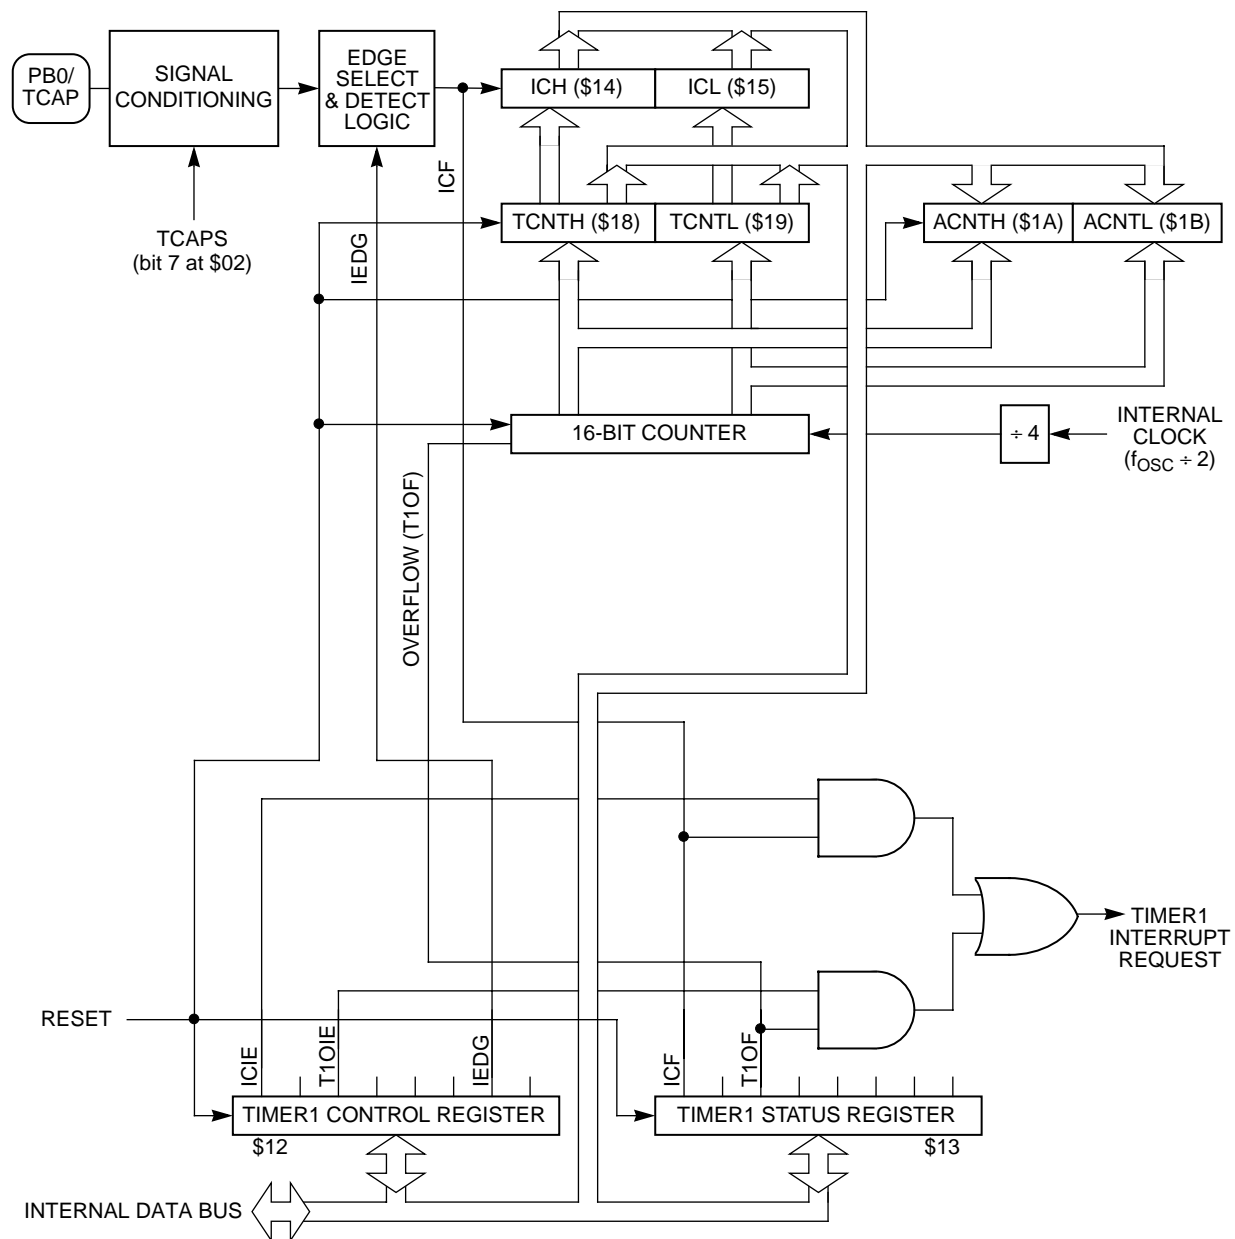 PB0/
TCAP
SIGNAL
CONDITIONING
EDGE
SELECT
& DETECT
LOGIC
ICH ($14)
ICL ($15)
ICF
TCAPS
(bit 7 at $02)
IEDG
TCNTH ($18)
TCNTL ($19)
ACNTH ($1A)
ACNTL ($1B)
16-BIT COUNTER
÷ 4
INTERNAL
CLOCK
(fOSC ÷ 2)
OVERFLOW (T1OF)
TIMER1
INTERRUPT
REQUEST
RESET
ICIE
T1OIE
IEDG
ICF
T1OF
TIMER1 CONTROL REGISTER
$12
TIMER1 STATUS REGISTER
$13
INTERNAL DATA BUS